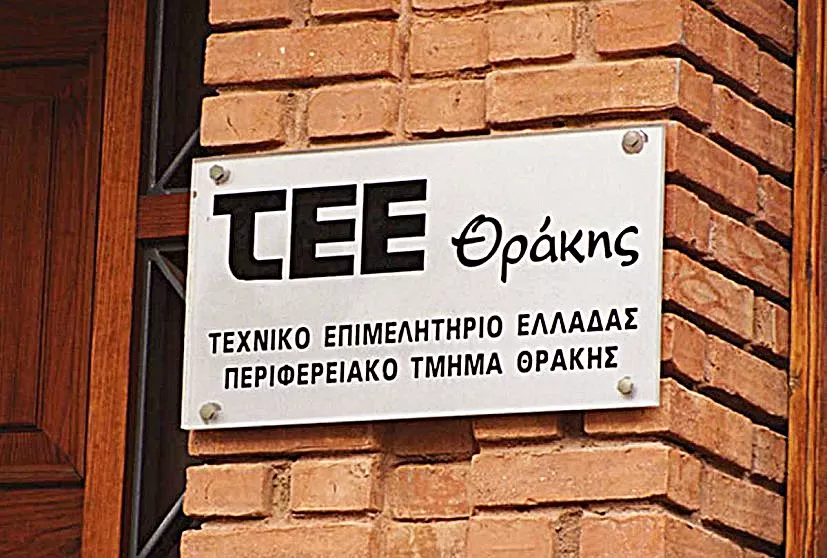 ΤΕΕ Θράκης
ΤΕΧΝΙΚΟ ΕΠΙΜΕΛΗΤΗΡΙΟ ΕΛΛΑΔΑΣ
ΠΕΡΙΦΕΡΕΙΑΚΟ ΤΜΗΜΑ ΘΡΑΚΗΣ